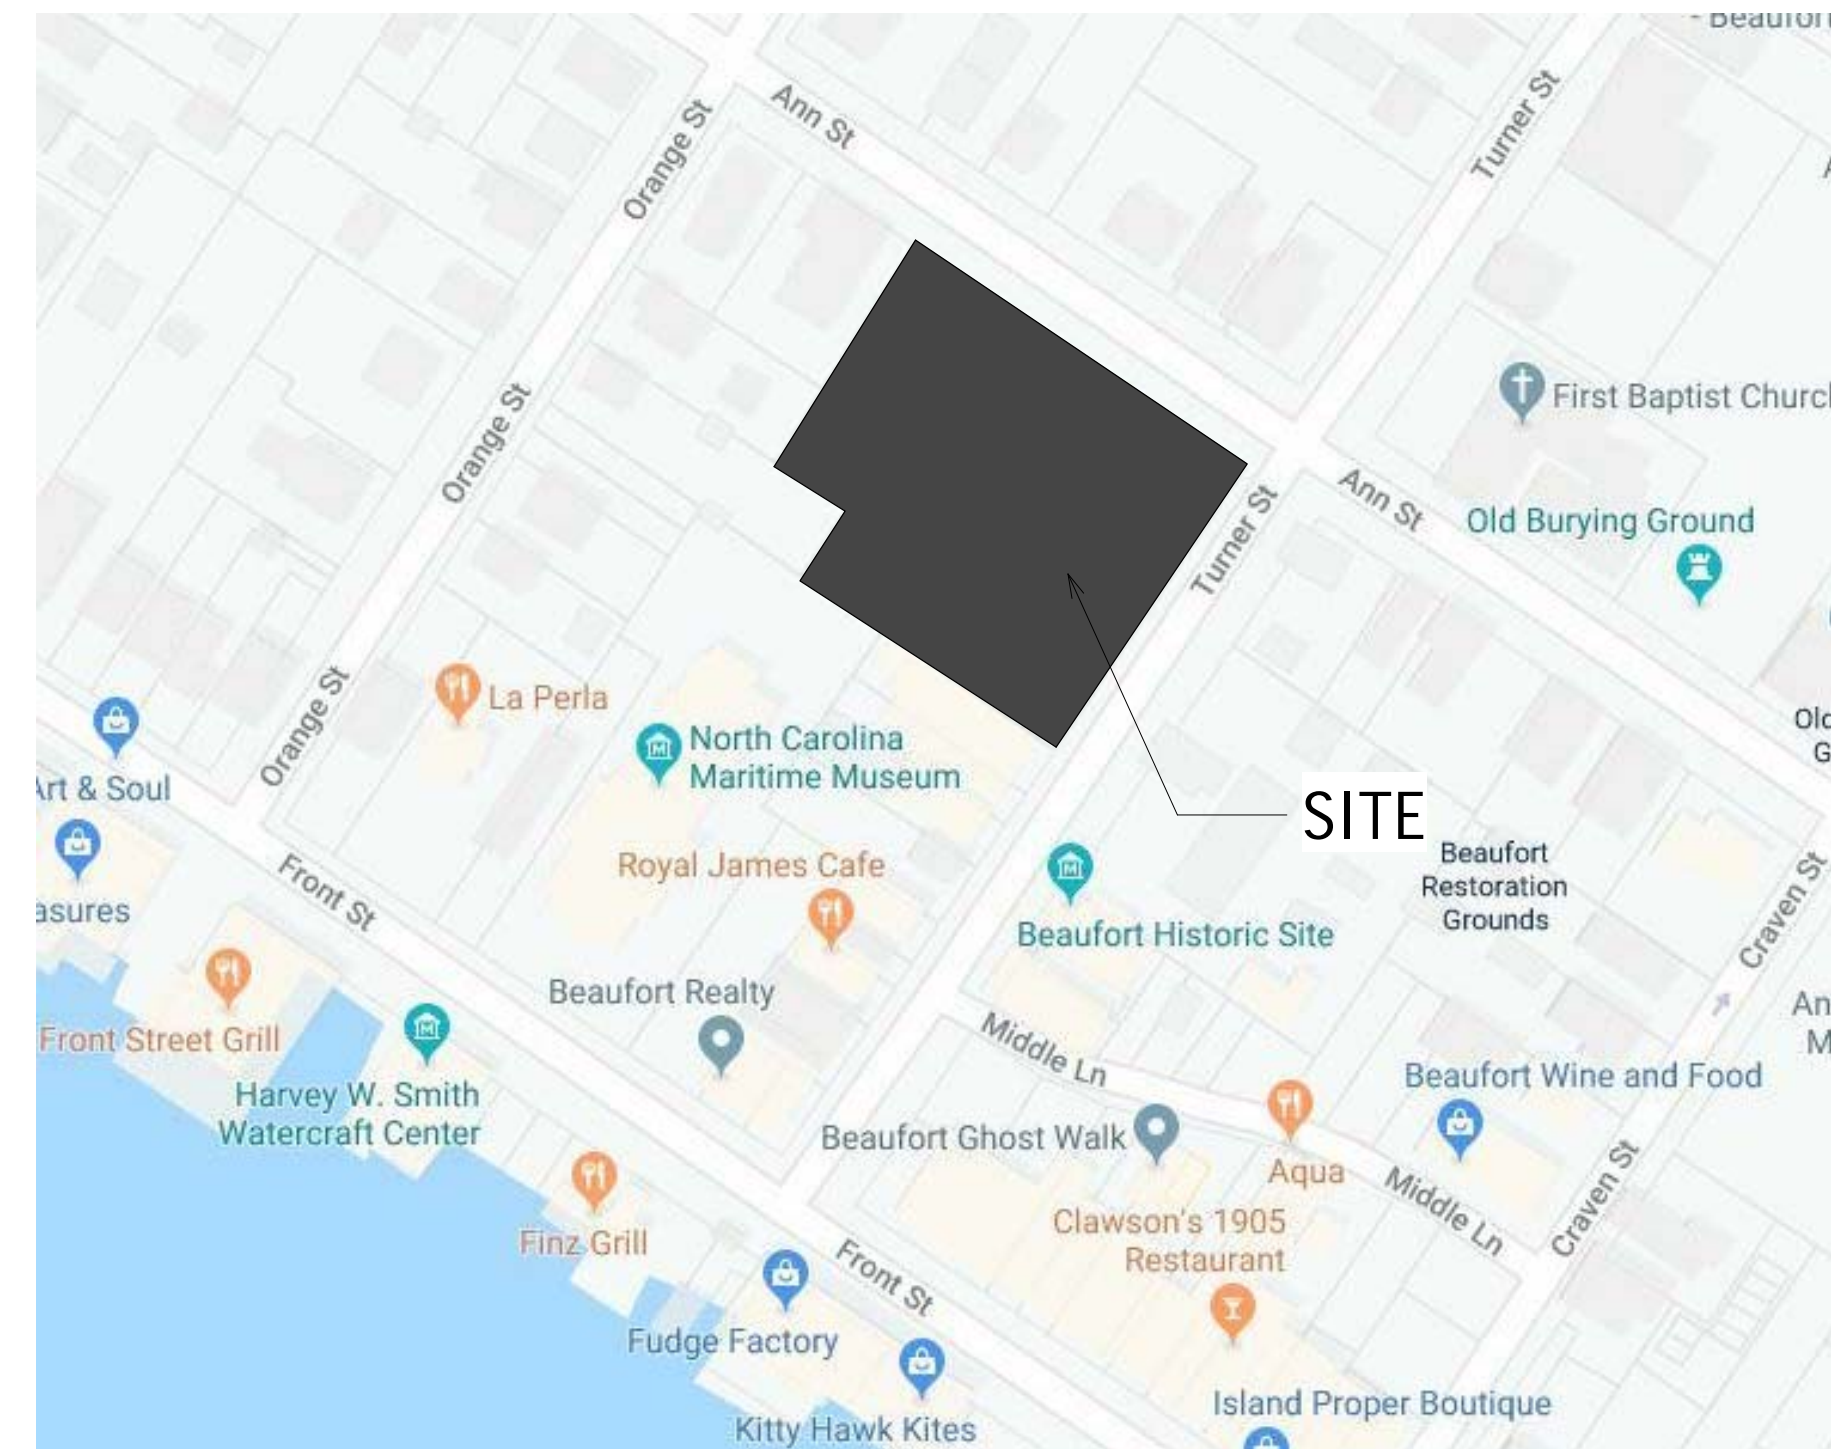 Beaufort
Ann St
Orange St
Turner St
First Baptist Church
Orange St
Ann St
Old Burying Ground
Turner St
La Perla
Orange St
North Carolina
Maritime Museum
Art & Soul
SITE
Beaufort
Restoration
Grounds
Royal James Cafe
Front St
asures
Beaufort Historic Site
Craven St
Beaufort Realty
Front Street Grill
Middle Ln
Harvey W. Smith
Watercraft Center
Beaufort Wine and Food
Beaufort Ghost Walk
Aqua
Middle Ln
Craven St
Clawson's 1905
Restaurant
Finz Grill
Front St
Fudge Factory
Island Proper Boutique
Kitty Hawk Kites